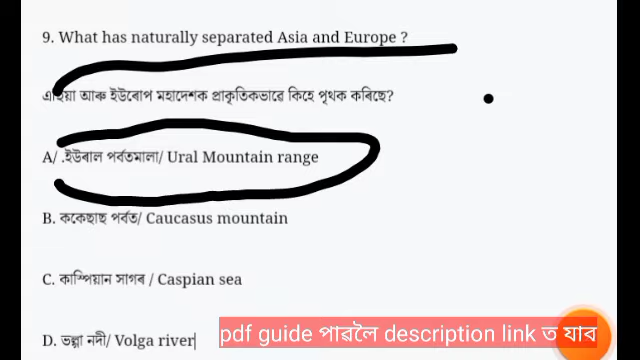 9. What has naturally separated Asia and Europe ?
এছিয়া আৰু ইউৰোপ মহাদেশক প্ৰাকৃতিকভাৱে কিহে পৃথক কৰিছে?
A/ .ইউৰাল পৰ্বতমালা/ Ural Mountain range
B. ককেছাছ পৰ্বত/ Caucasus mountain
C. কাস্পিয়ান সাগৰ / Caspian sea
D. ভল্গা নদী/ Volga river
pdf guide পাৱলৈ description link ত যাব